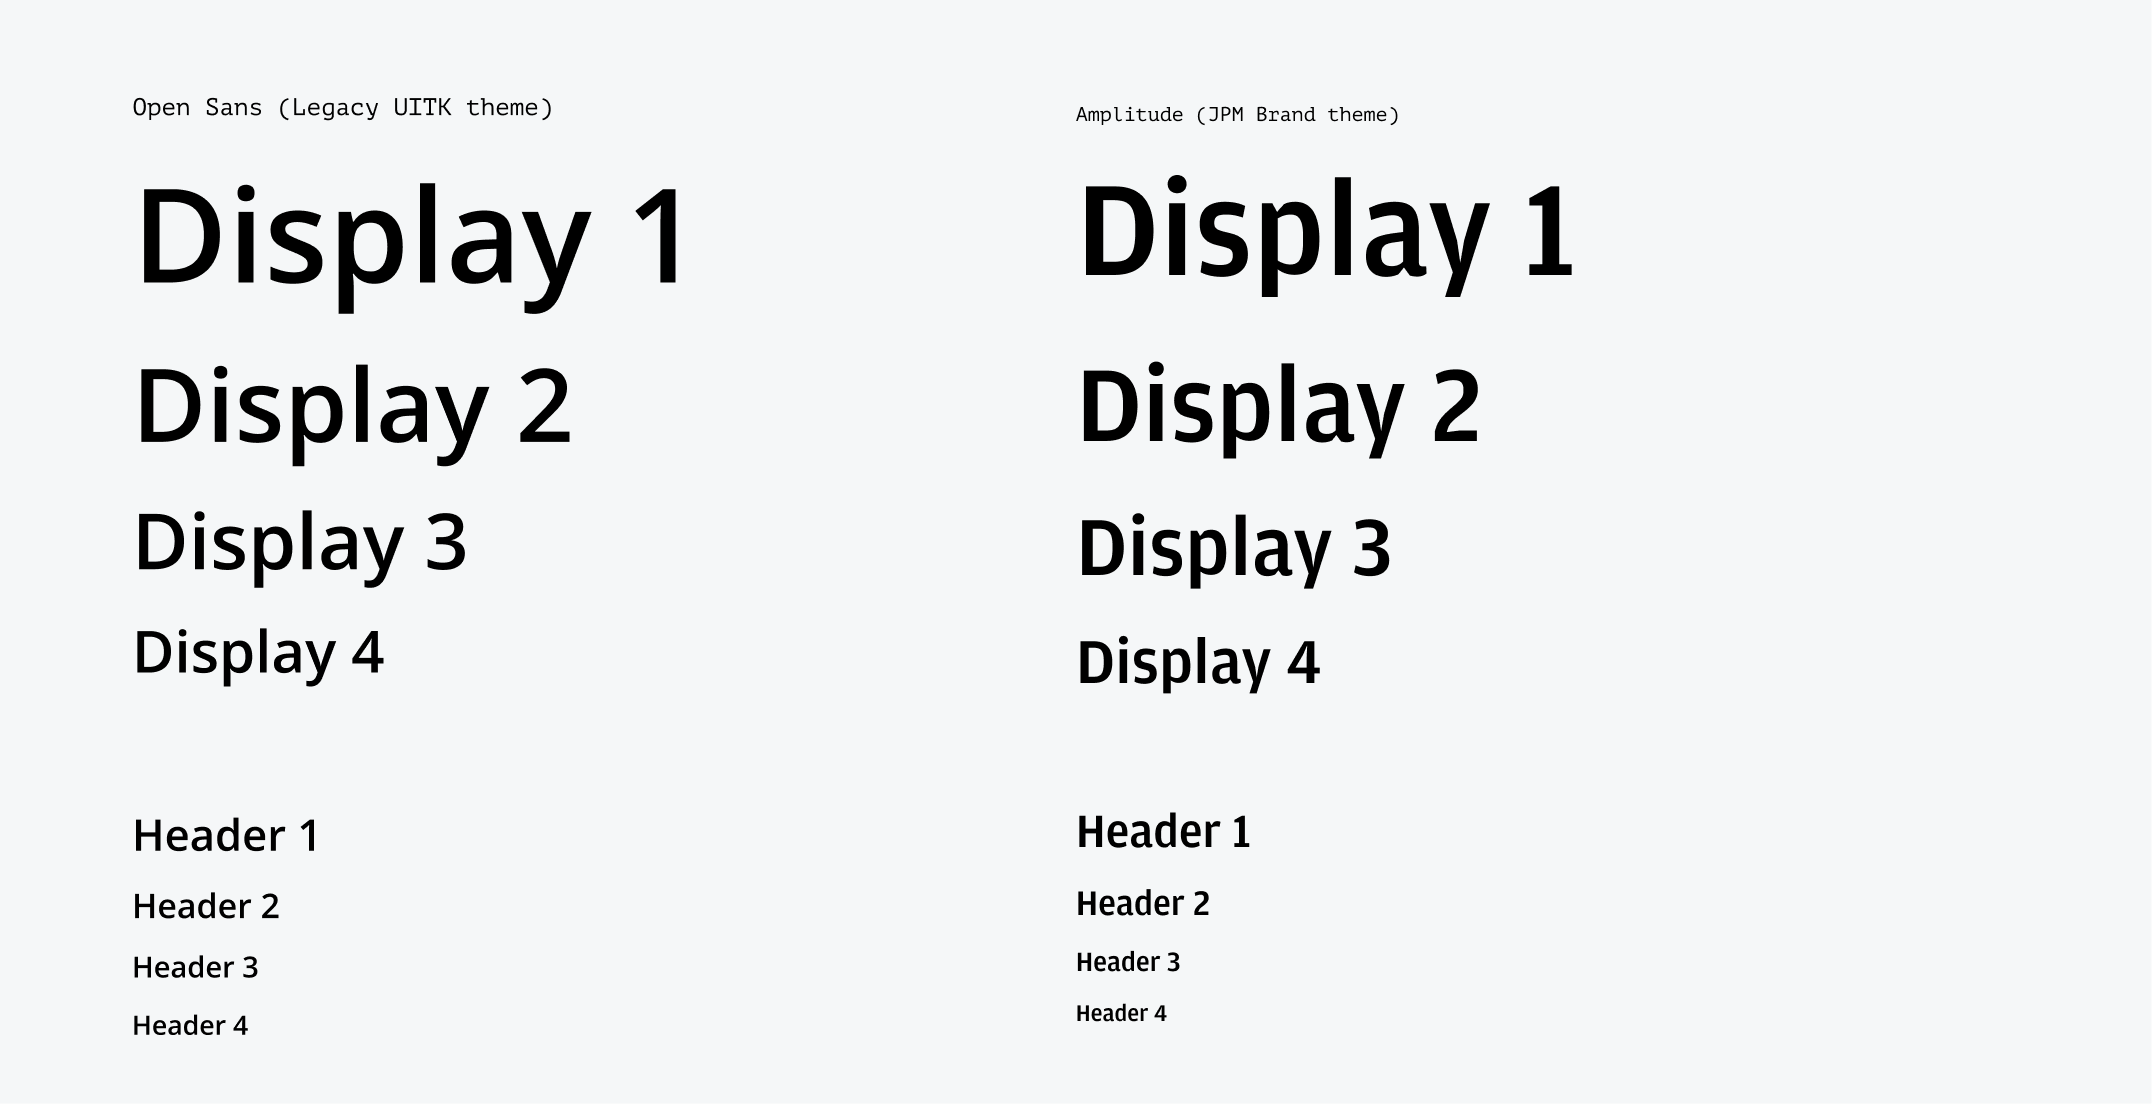 Open Sans (Legacy UITK theme)
Display 1
Display 2
Display 3
Display 4
Header 1
Header 2
Header 3
Header 4
Amplitude (JPM Brand theme)
Display 1
Display 2
Display 3
Display 4
Header 1
Header 2
Header 3
Header 4